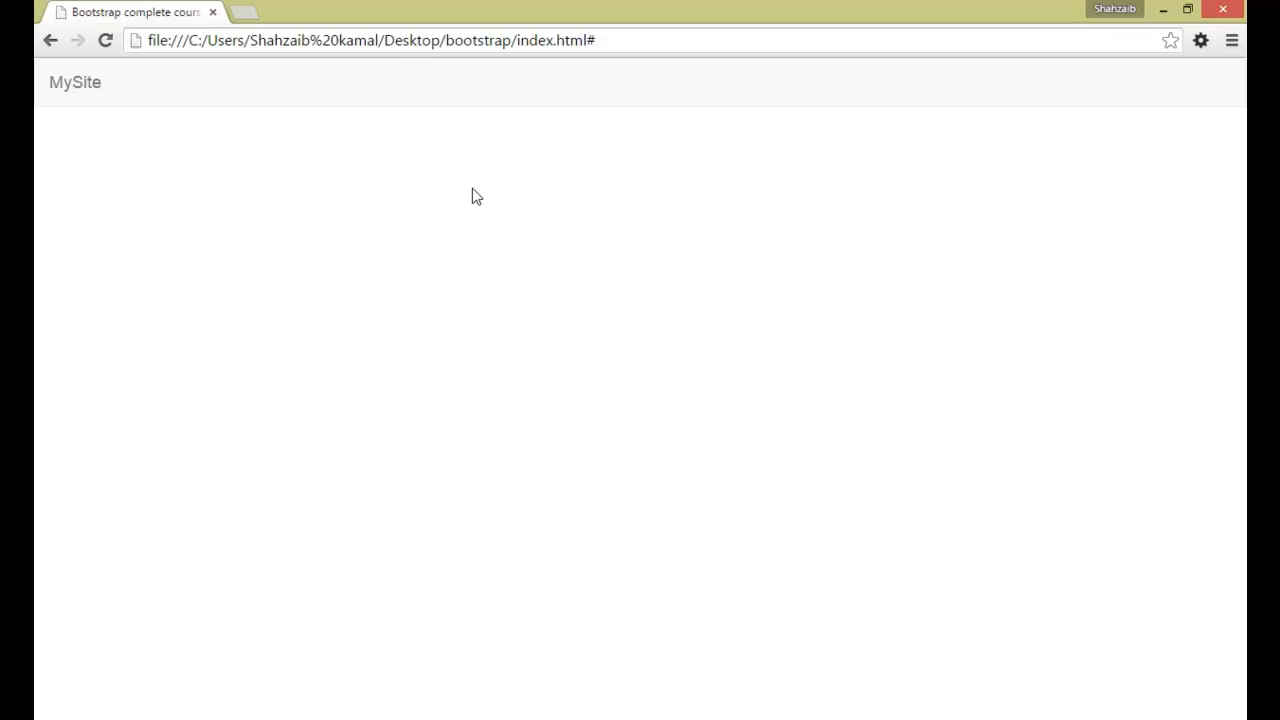 Bootstrap complete cours
Shahzaib
file:///C:/Users/Shahzaib%20kamal/Desktop/bootstrap/index.html#
MySite